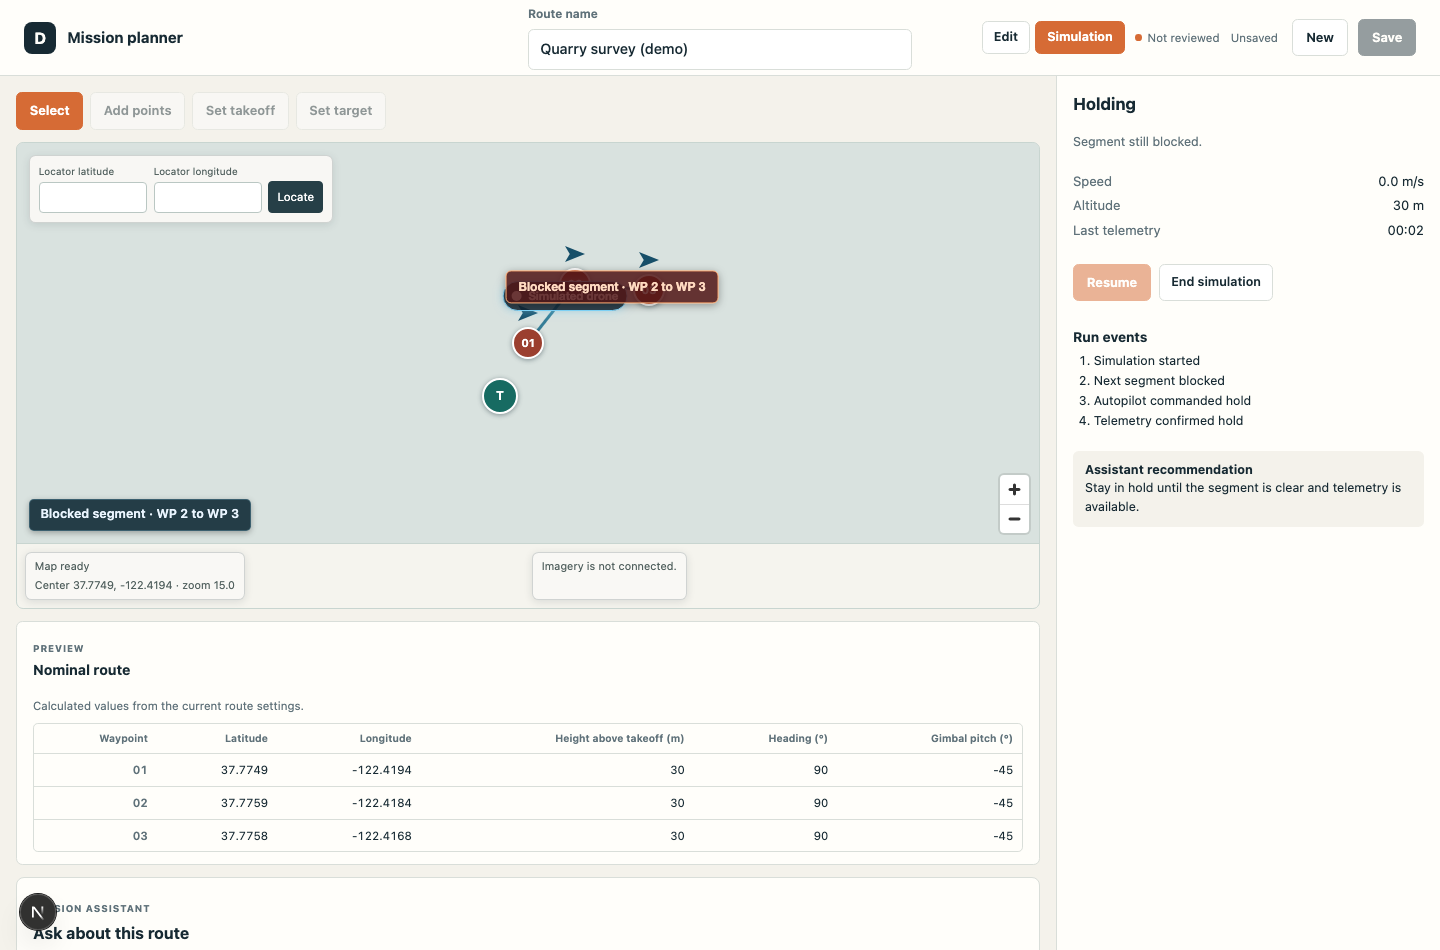 D Mission planner
Route name
Quarry survey (demo)
Edit Simulation Not reviewed Unsaved New Save
Select Add points Set takeoff Set target
Locator latitude Locator longitude
Locate
Blocked segment · WP 2 to WP 3
Simulated drone
01
T
Blocked segment · WP 2 to WP 3
+
−
Map ready
Center 37.7749, -122.4194 · zoom 15.0
Imagery is not connected.
PREVIEW
Nominal route
Calculated values from the current route settings.
Waypoint Latitude Longitude Height above takeoff (m) Heading (°) Gimbal pitch (°)
01 37.7749 -122.4194 30 90 -45
02 37.7759 -122.4184 30 90 -45
03 37.7758 -122.4168 30 90 -45
N
SION ASSISTANT
Ask about this route
Holding
Segment still blocked.
Speed 0.0 m/s
Altitude 30 m
Last telemetry 00:02
Resume End simulation
Run events
1. Simulation started
2. Next segment blocked
3. Autopilot commanded hold
4. Telemetry confirmed hold
Assistant recommendation
Stay in hold until the segment is clear and telemetry is
available.